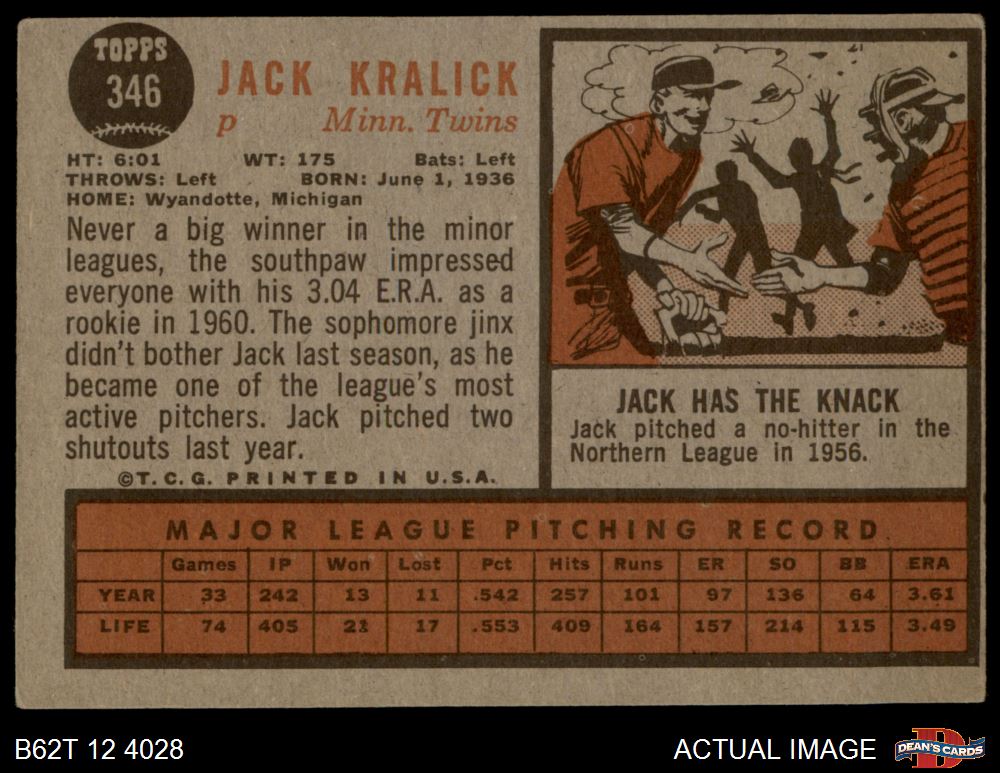 TOPPS
346
JACK KRALICK
p Minn. Twins
HT: 6:01 WT: 175 Bats: Left
THROWS: Left BORN: June 1, 1936
HOME: Wyandotte, Michigan
Never a big winner in the minor
leagues, the southpaw impressed
everyone with his 3.04 E.R.A. as a
rookie in 1960. The sophomore jinx
didn't bother Jack last season, as he
became one of the league's most
active pitchers. Jack pitched two
shutouts last year.
©T.C.G. PRINTED IN U.S.A.
JACK HAS THE KNACK
Jack pitched a no-hitter in the
Northern League in 1956.
MAJOR LEAGUE PITCHING RECORD
Games IP Won Lost Pct Hits Runs ER SO BB ERA
YEAR 33 242 13 11 .542 257 101 97 136 64 3.61
LIFE 74 405 17 .553 409 164 157 214 115 3.49
B62T 12 4028
ACTUAL IMAGE
DEAN'S CARDS